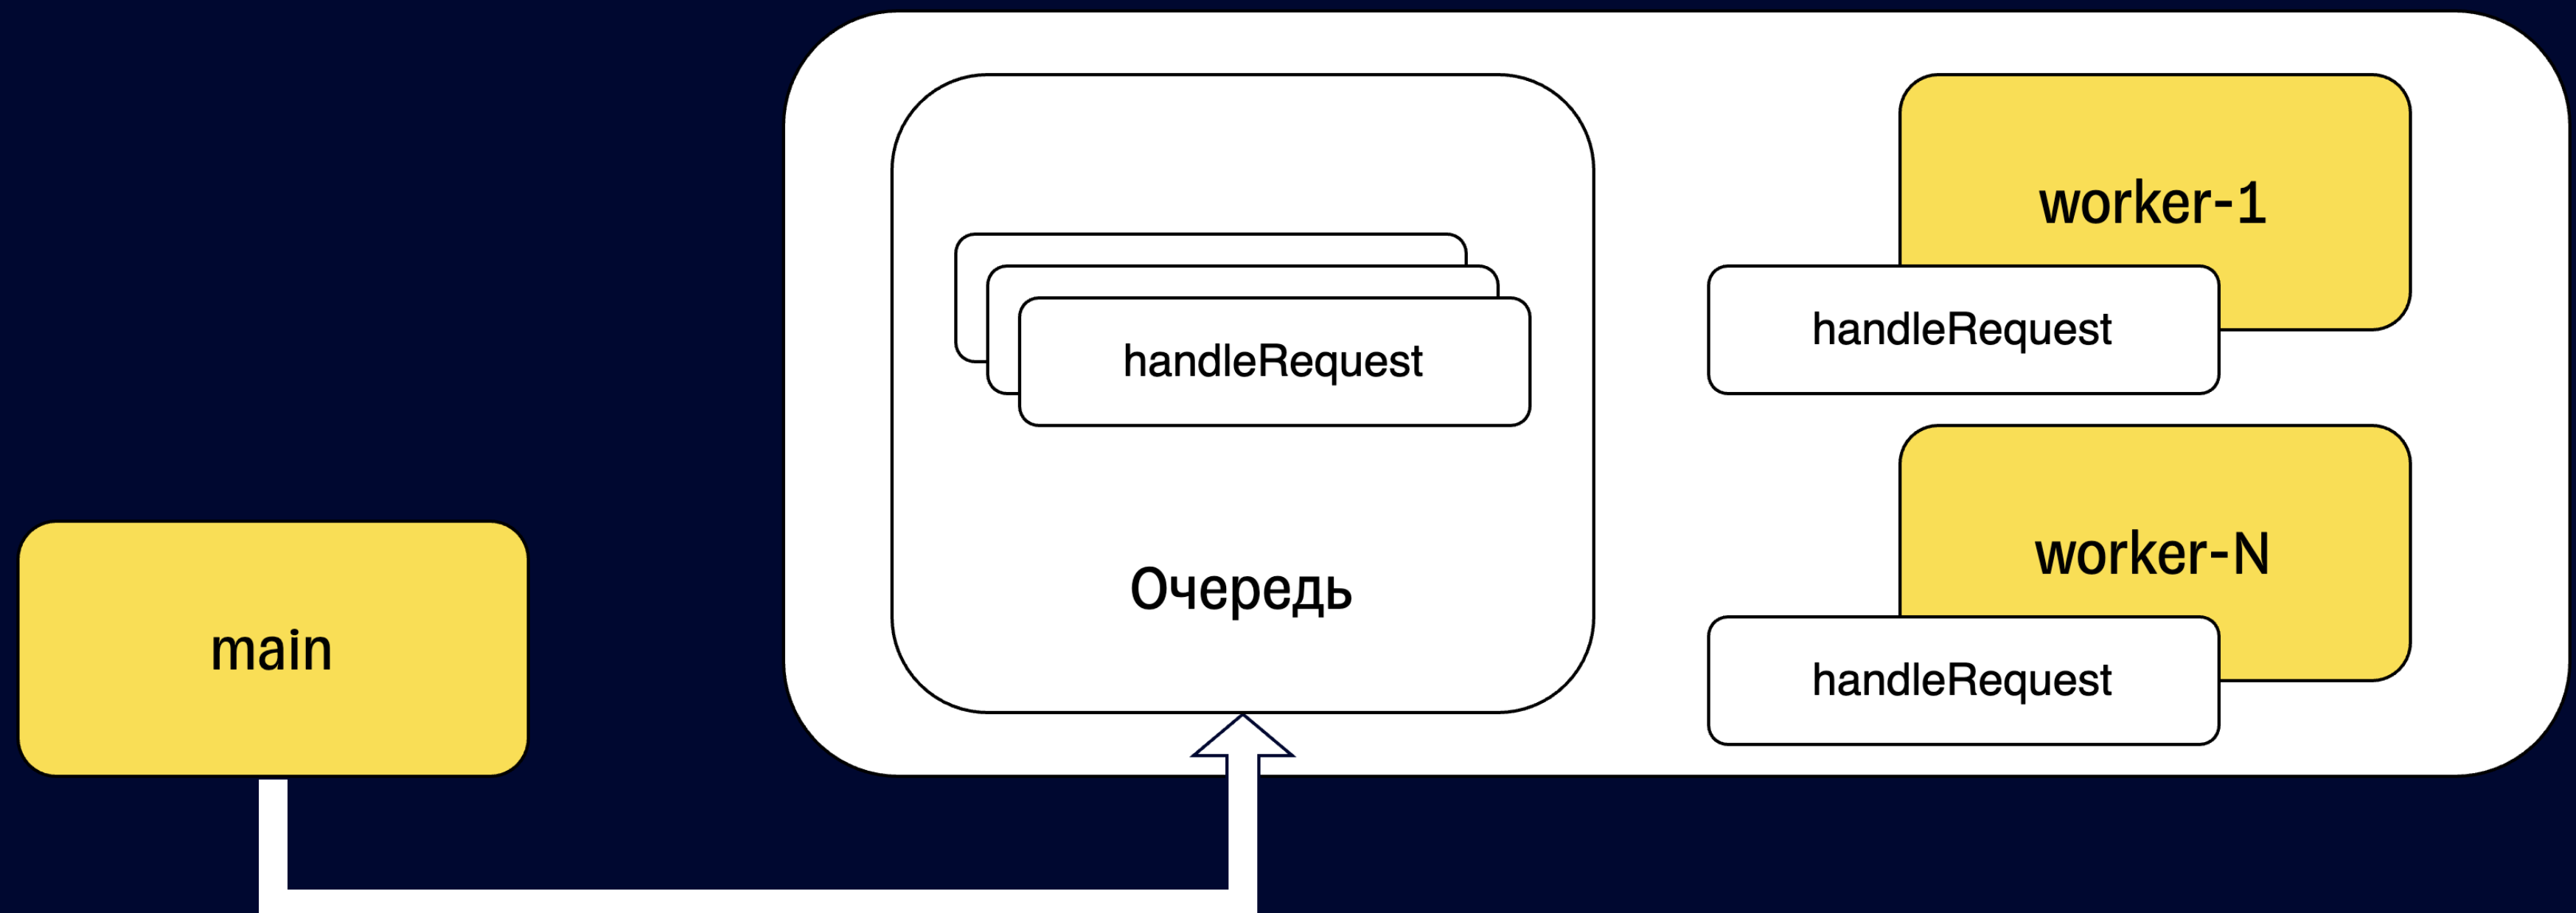 worker-1
handleRequest
handleRequest
worker-N
Очередь
main
handleRequest